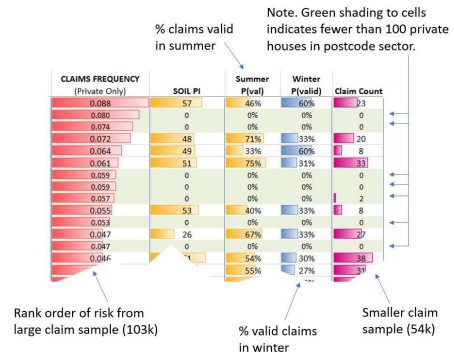 Note. Green shading to cells
% claims valid
indicates fewer than 100 private
in summer
houses in postcode sector.
CLAIMS FREQUENCY
(Private Only)
SOIL PI
Summer
P(val)
Winter
P(valid)
Claim Count
0.088 57 46% 60% 23
0.080 0 0% 0% 0
0.074 0 0% 0% 0
0.072 48 71% 33% 20
0.064 49 33% 60% 8
0.061 51 75% 31% 33
0.059 0 0% 0% 0
0.059 0 0% 0% 0
0.057 0 0% 0% 2
0.055 53 40% 33% 8
0.053 0 0% 0% 0
0.047 26 67% 33% 27
0.047 0 0% 0% 0
0.046 54% 30% 38
55% 27% 31
Rank order of risk from
large claim sample (103k)
% valid claims
in winter
Smaller claim
sample (54k)